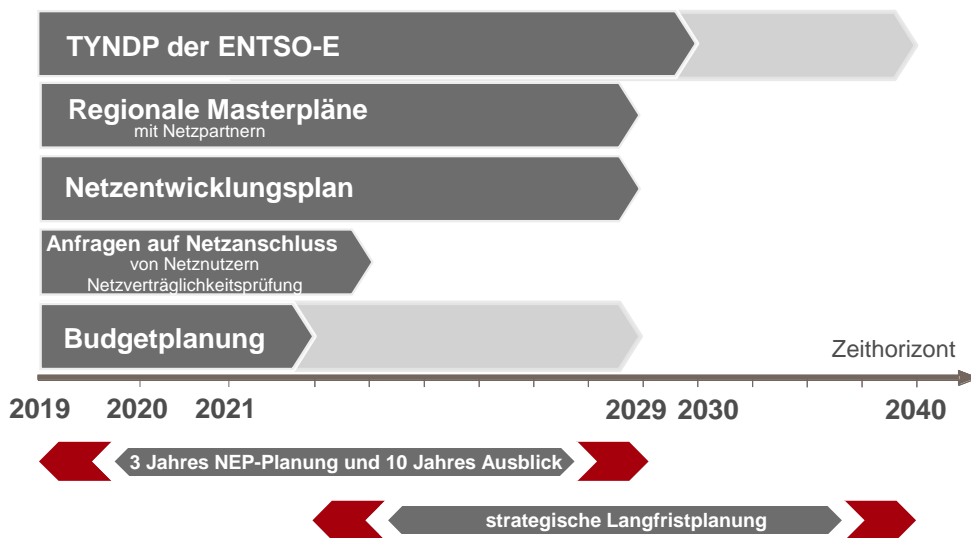 TYNDP der ENTSO-E
Regionale Masterpläne
mit Netzpartnern
Netzentwicklungsplan
Anfragen auf Netzanschluss
von Netznutzern
Netzverträglichkeitsprüfung
Budgetplanung
Zeithorizont
2019 2020 2021 2029 2030 2040
3 Jahres NEP-Planung und 10 Jahres Ausblick
strategische Langfristplanung